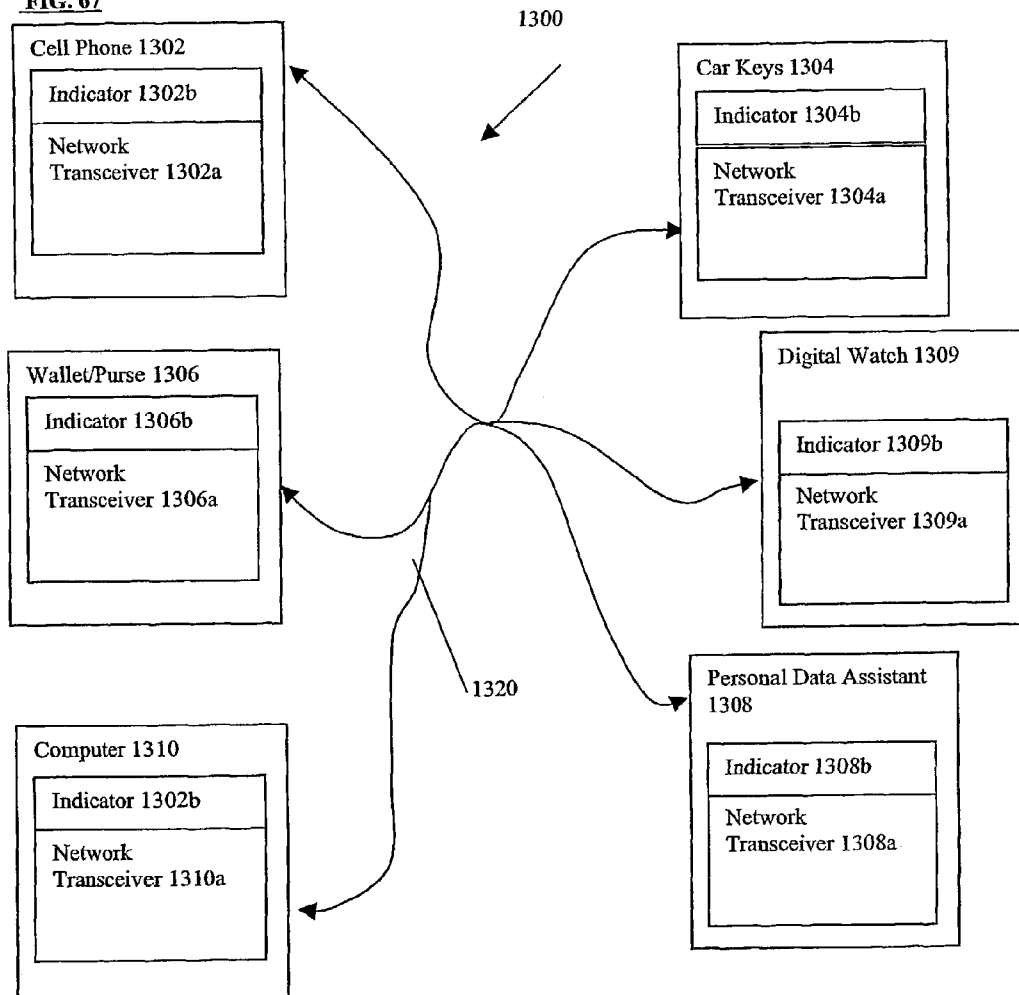 FIG. 67
1300
Cell Phone 1302
Indicator 1302b
Network
Transceiver 1302a
Car Keys 1304
Indicator 1304b
Network
Transceiver 1304a
Wallet/Purse 1306
Indicator 1306b
Network
Transceiver 1306a
Digital Watch 1309
Indicator 1309b
Network
Transceiver 1309a
1320
Computer 1310
Indicator 1302b
Network
Transceiver 1310a
Personal Data Assistant
1308
Indicator 1308b
Network
Transceiver 1308a